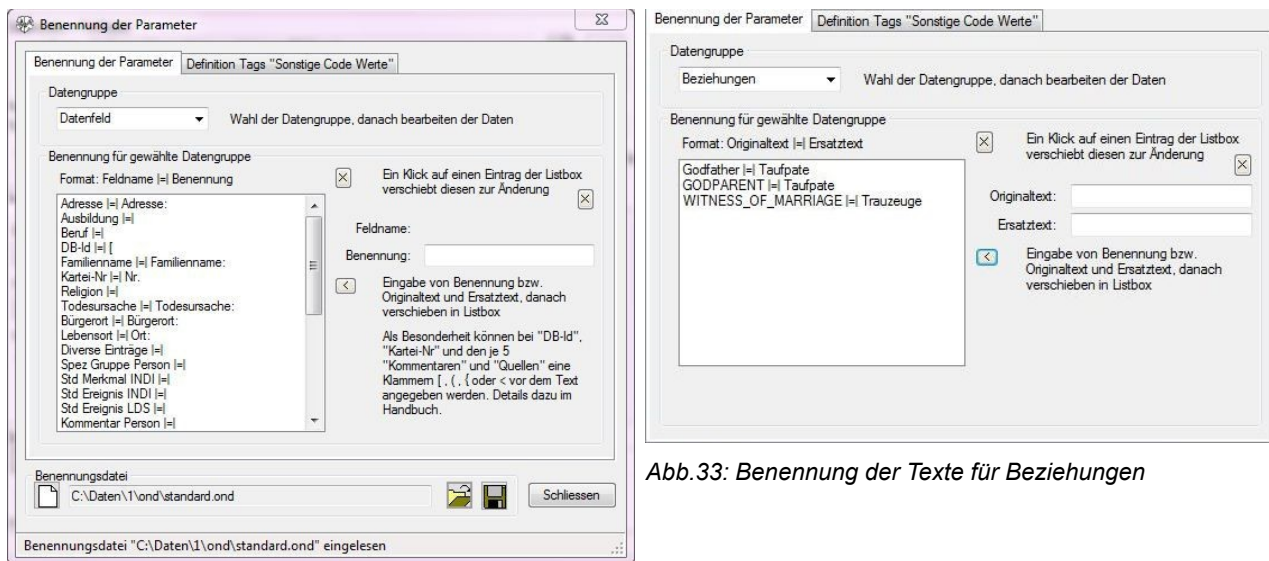 Benennung der Parameter
Benennung der Parameter
Definition Tags "Sonstige Code Werte"
Datengruppe
Datenfeld
Wahl der Datengruppe, danach bearbeiten der Daten
Benennung für gewählte Datengruppe
Format: Feldname |=| Benennung
Adresse |=| Adresse:
Ausbildung |=|
Beruf |=|
DB-Id |=| [
Familienname |=| Familienname:
Kartei-Nr |=| Nr.
Religion |=|
Todesursache |=| Todesursache:
Bürgerort |=| Bürgerort:
Lebensort |=| Ort:
Diverse Einträge |=|
Spez Gruppe Person |=|
Std Merkmal INDI |=|
Std Ereignis INDI |=|
Std Ereignis LDS |=|
Kommentar Person |=|
Ein Klick auf einen Eintrag der Listbox
verschiebt diesen zur Änderung
Feldname:
Benennung:
<
Eingabe von Benennung bzw.
Originaltext und Ersatztext, danach
verschieben in Listbox
Als Besonderheit können bei "DB-Id",
"Kartei-Nr" und den je 5
"Kommentaren" und "Quellen" eine
Klammern [ , ( , { oder < vor dem Text
angegeben werden. Details dazu im
Handbuch.
Benennungsdatei
C:\Daten\1\ond\standard.ond
Schliessen
Benennungsdatei "C:\Daten\1\ond\standard.ond" eingelesen
Benennung der Parameter
Definition Tags "Sonstige Code Werte"
Datengruppe
Beziehungen
Wahl der Datengruppe, danach bearbeiten der Daten
Benennung für gewählte Datengruppe
Format: Originaltext |=| Ersatztext
Godfather |=| Taufpate
GODPARENT |=| Taufpate
WITNESS_OF_MARRIAGE |=| Trauzeuge
Ein Klick auf einen Eintrag der Listbox
verschiebt diesen zur Änderung
Originaltext:
Ersatztext:
<
Eingabe von Benennung bzw.
Originaltext und Ersatztext, danach
verschieben in Listbox
Abb.33: Benennung der Texte für Beziehungen